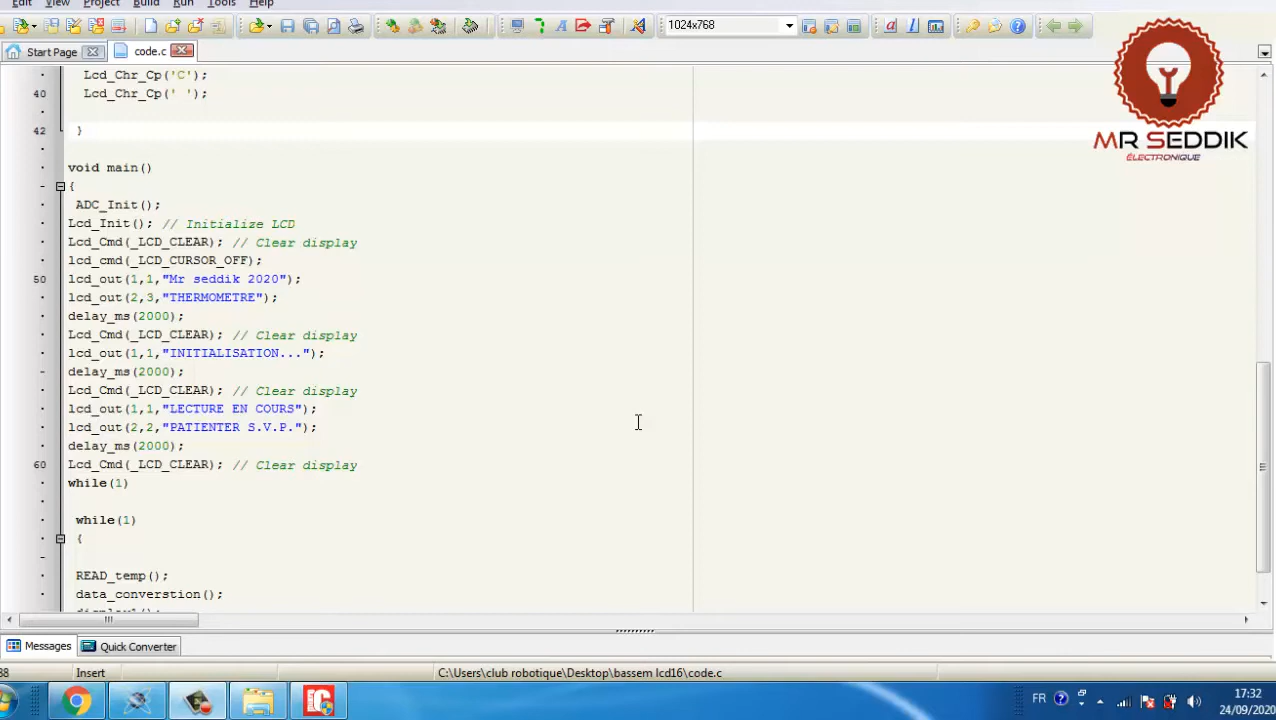 Edit View Project Build Run Tools Help
1024x768
Start Page code.c
MR SEDDIK
ÉLECTRONIQUE
Lcd_Chr_Cp('C');
40 Lcd_Chr_Cp(' ');
42 }
void main()
{
ADC_Init();
Lcd_Init(); // Initialize LCD
Lcd_Cmd(_LCD_CLEAR); // Clear display
lcd_cmd(_LCD_CURSOR_OFF);
50 lcd_out(1,1,"Mr seddik 2020");
lcd_out(2,3,"THERMOMETRE");
delay_ms(2000);
Lcd_Cmd(_LCD_CLEAR); // Clear display
lcd_out(1,1,"INITIALISATION...");
delay_ms(2000);
Lcd_Cmd(_LCD_CLEAR); // Clear display
lcd_out(1,1,"LECTURE EN COURS");
lcd_out(2,2,"PATIENTER S.V.P.");
delay_ms(2000);
60 Lcd_Cmd(_LCD_CLEAR); // Clear display
while(1)
while(1)
{
READ_temp();
data_converstion();
display1();
Messages Quick Converter
38 Insert C:\Users\club robotique\Desktop\bassem lcd16\code.c
FR 17:32
24/09/2020